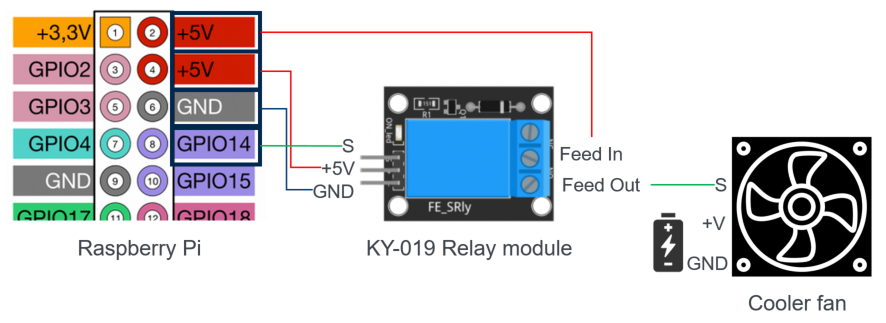 +3,3V 1 2 +5V
GPIO2 3 4 +5V
GPIO3 5 6 GND
GPIO4 7 8 GPIO14
GND 9 10 GPIO15
GPIO17 11 12 GPIO18
Raspberry Pi
S
+5V
GND
ON_led
151
R1
FE_SRly
KY-019 Relay module
Feed In
Feed Out
S
+V
GND
Cooler fan